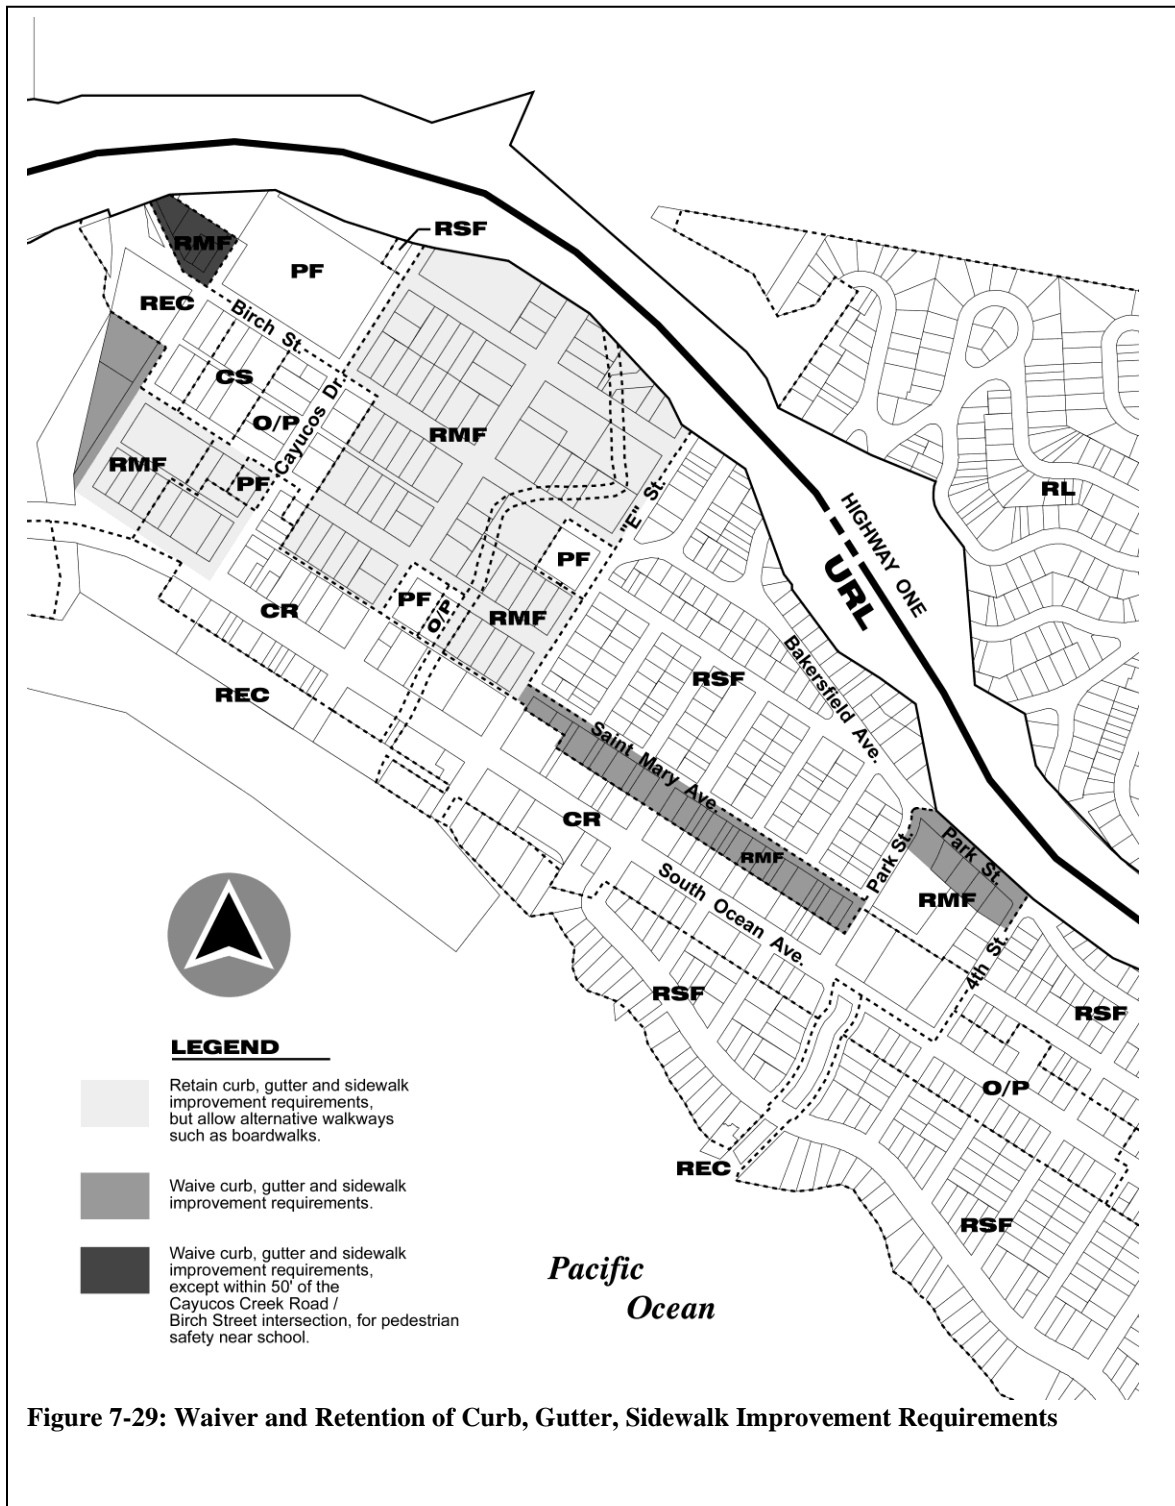 RSF
RMF
PF
REC
Birch St.
CS
O/P
Cayucos Dr.
RMF
RMF
PF
"E" St.
HIGHWAY ONE
URL
RL
PF
PF
O/P
RMF
CR
REC
RSF
Bakersfield Ave.
Saint Mary Ave.
CR
RMF
Park St.
Park St.
RMF
South Ocean Ave.
4th St.
RSF
RSF
O/P
REC
RSF
LEGEND
Retain curb, gutter and sidewalk
improvement requirements,
but allow alternative walkways
such as boardwalks.
Waive curb, gutter and sidewalk
improvement requirements.
Waive curb, gutter and sidewalk
improvement requirements,
except within 50' of the
Cayucos Creek Road /
Birch Street intersection, for pedestrian
safety near school.
Pacific
Ocean
Figure 7-29: Waiver and Retention of Curb, Gutter, Sidewalk Improvement Requirements